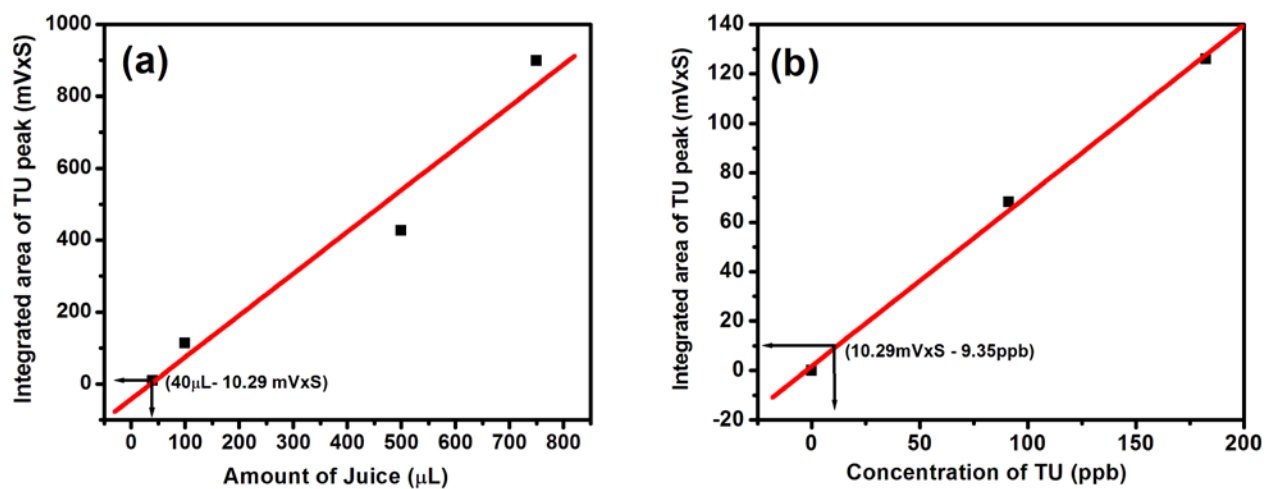 (a)
Integrated area of TU peak (mVxS)
1000
800
600
400
200
0
(40μL- 10.29 mVxS)
0 100 200 300 400 500 600 700 800
Amount of Juice (μL)
(b)
Integrated area of TU peak (mVxS)
140
120
100
80
60
40
20
0
-20
(10.29mVxS - 9.35ppb)
0 50 100 150 200
Concentration of TU (ppb)